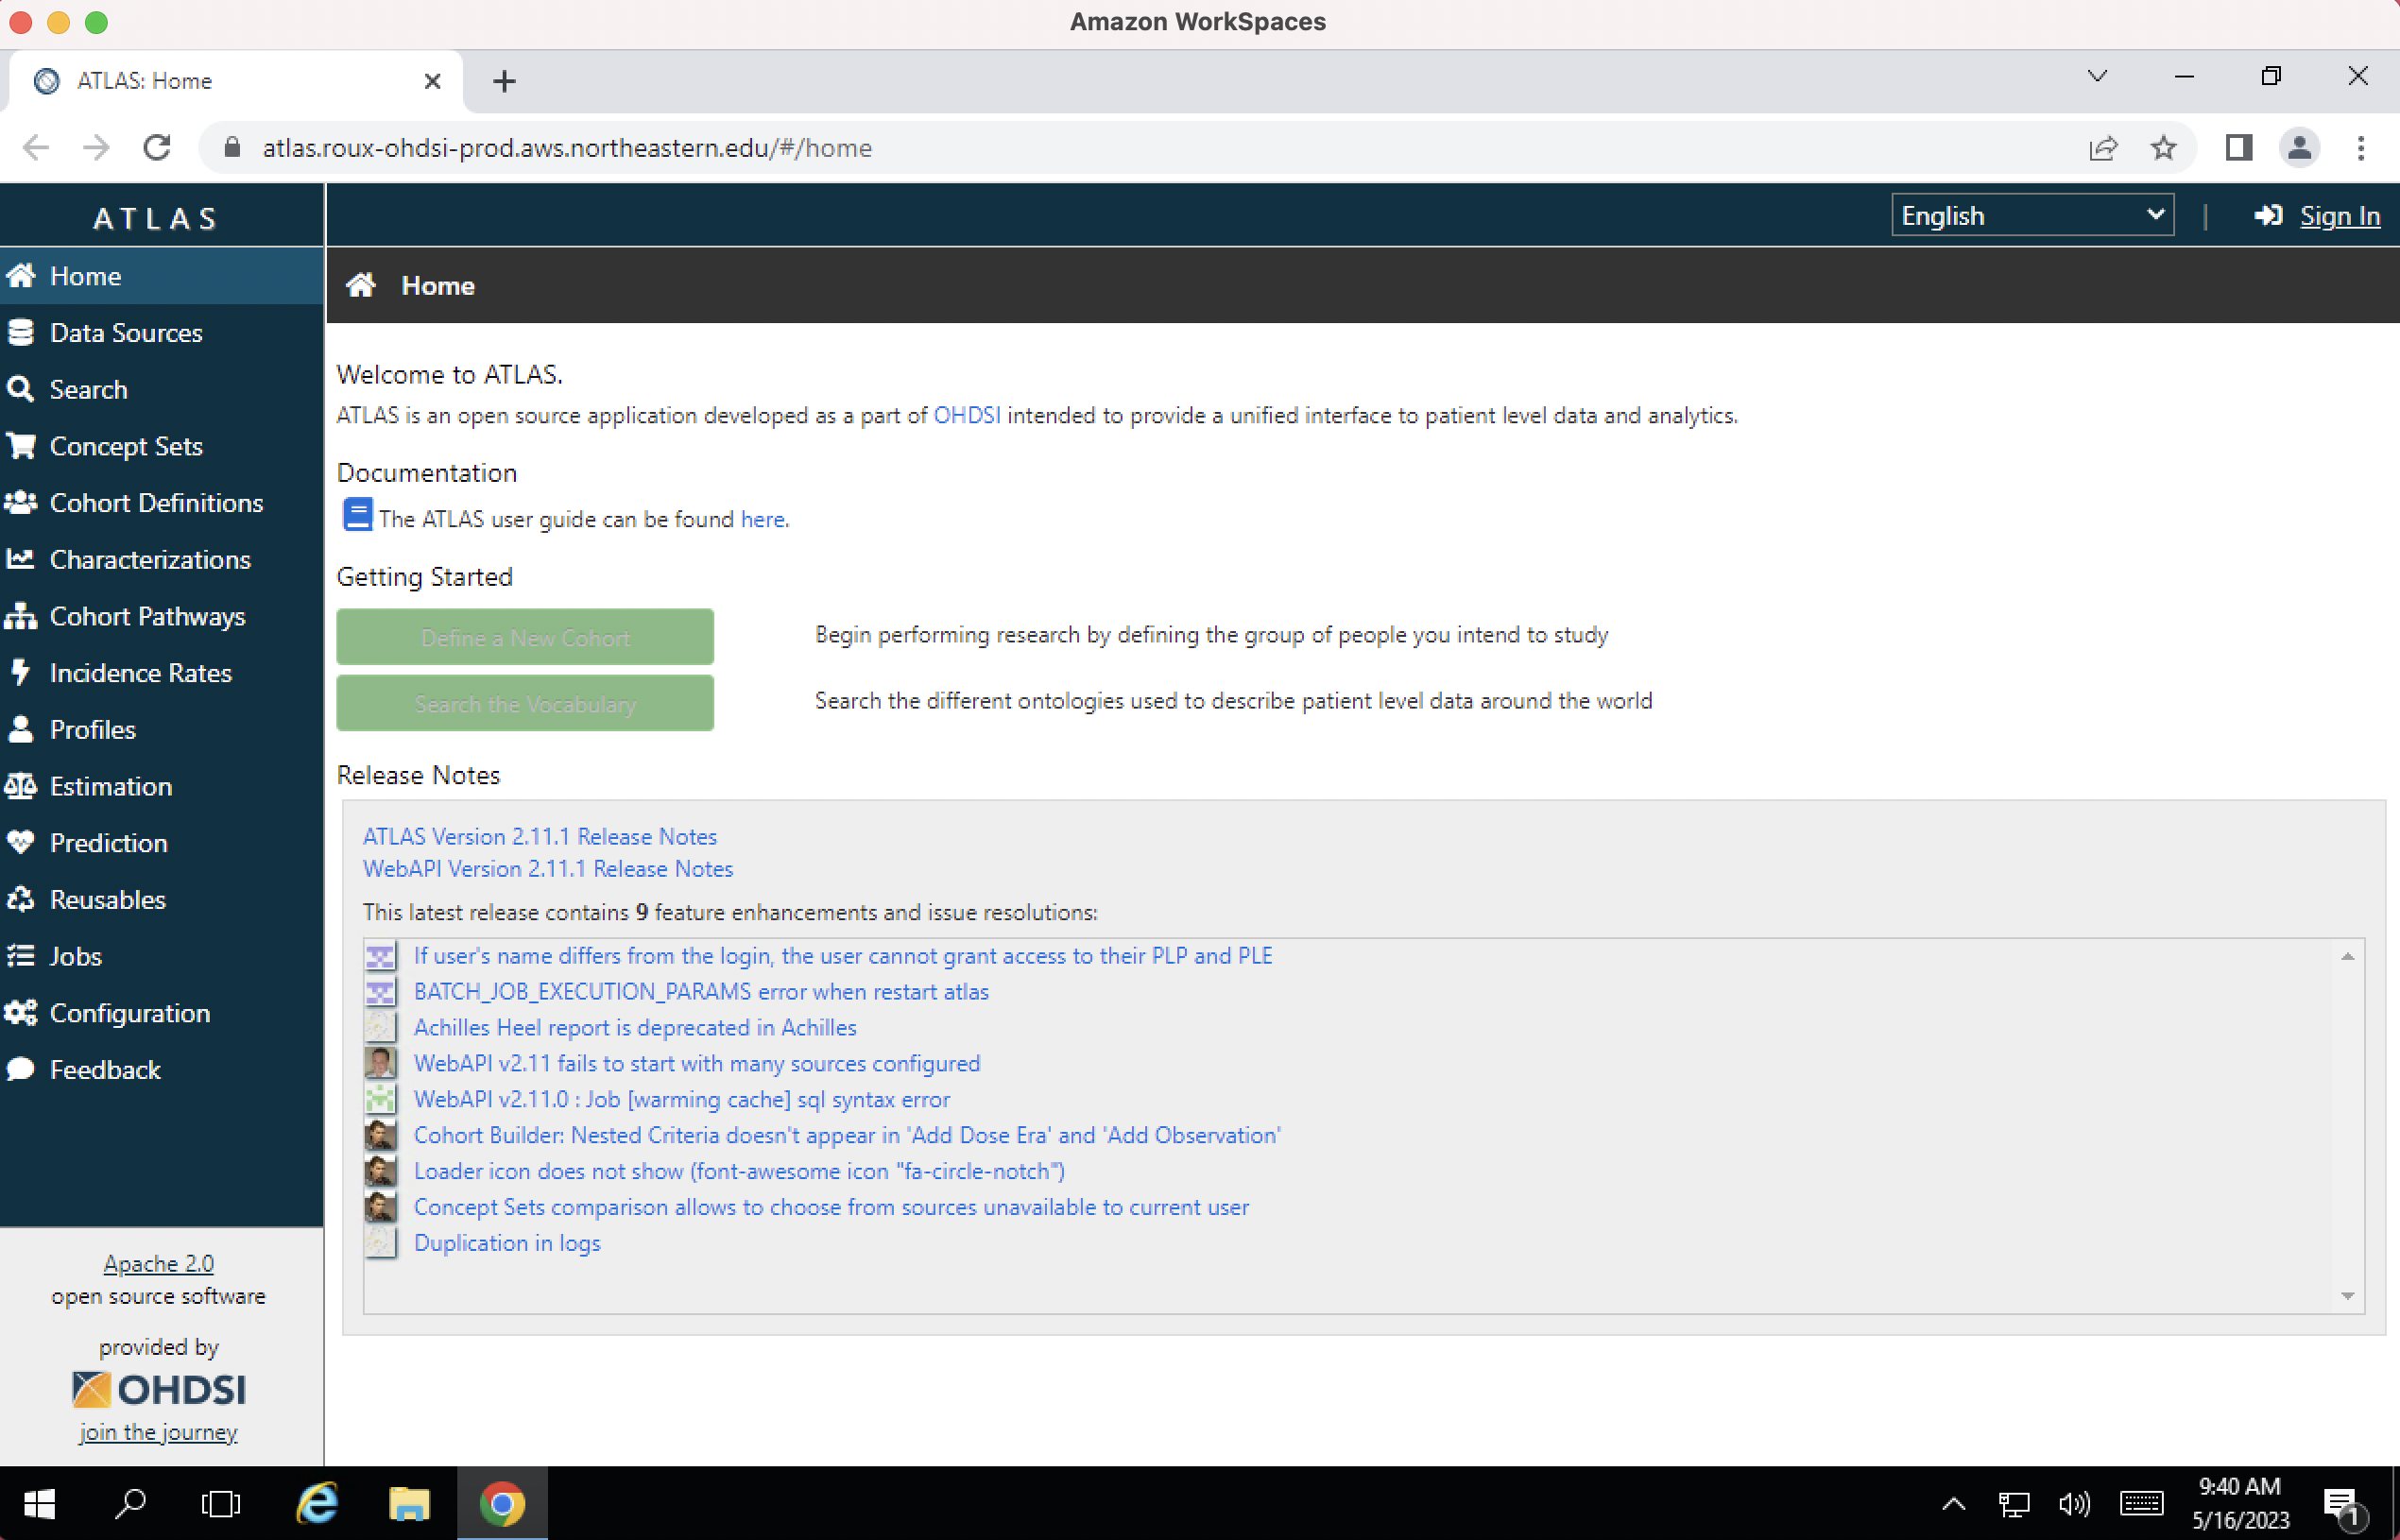 Amazon WorkSpaces
ATLAS: Home
atlas.roux-ohdsi-prod.aws.northeastern.edu/#/home
ATLAS
English | Sign In
Home
Data Sources
Search
Concept Sets
Cohort Definitions
Characterizations
Cohort Pathways
Incidence Rates
Profiles
Estimation
Prediction
Reusables
Jobs
Configuration
Feedback
Apache 2.0
open source software
provided by
OHDSI
join the journey
Home
Welcome to ATLAS.
ATLAS is an open source application developed as a part of OHDSI intended to provide a unified interface to patient level data and analytics.
Documentation
The ATLAS user guide can be found here.
Getting Started
Define a New Cohort Begin performing research by defining the group of people you intend to study
Search the Vocabulary Search the different ontologies used to describe patient level data around the world
Release Notes
ATLAS Version 2.11.1 Release Notes
WebAPI Version 2.11.1 Release Notes
This latest release contains 9 feature enhancements and issue resolutions:
If user's name differs from the login, the user cannot grant access to their PLP and PLE
BATCH_JOB_EXECUTION_PARAMS error when restart atlas
Achilles Heel report is deprecated in Achilles
WebAPI v2.11 fails to start with many sources configured
WebAPI v2.11.0 : Job [warming cache] sql syntax error
Cohort Builder: Nested Criteria doesn't appear in 'Add Dose Era' and 'Add Observation'
Loader icon does not show (font-awesome icon "fa-circle-notch")
Concept Sets comparison allows to choose from sources unavailable to current user
Duplication in logs
9:40 AM
5/16/2023
1